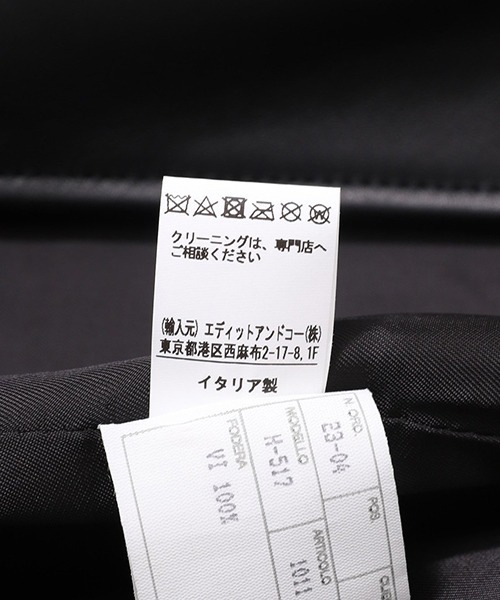 クリーニングは、専門店へ
ご相談ください
(輸入元) エディットアンドコー(株)
東京都港区西麻布2-17-8,1F
イタリア製
N ORD.
E3-04
POS.
MODELLO
H-517
ARTICOLO
1011
FODERA
VI 100%